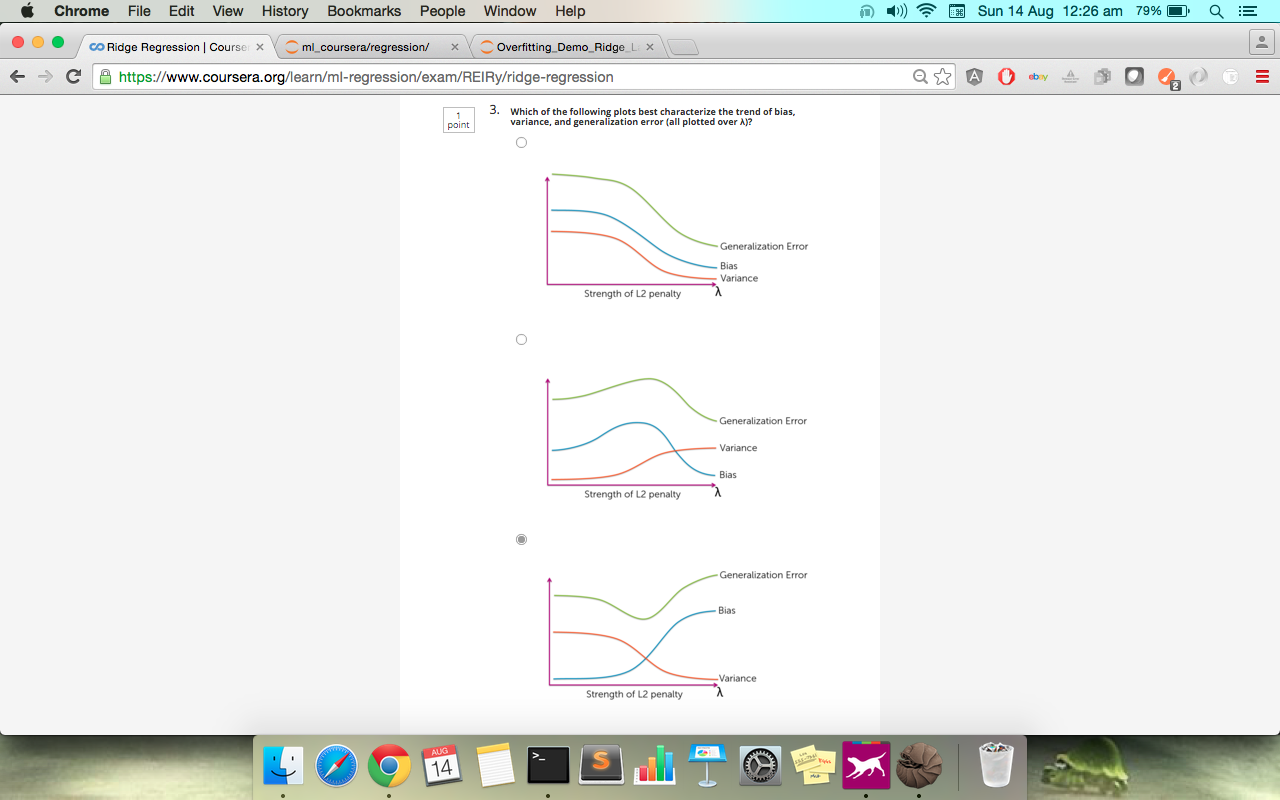 Chrome File Edit View History Bookmarks People Window Help Sun 14 Aug 12:26 am 79%
Ridge Regression | Course ml_coursera/regression/ Overfitting_Demo_Ridge_L
https://www.coursera.org/learn/ml-regression/exam/REIRy/ridge-regression
ebay
2
1
point
3. Which of the following plots best characterize the trend of bias,
variance, and generalization error (all plotted over λ)?
Generalization Error
Bias
Variance
Strength of L2 penalty λ
Generalization Error
Variance
Bias
Strength of L2 penalty λ
Generalization Error
Bias
Variance
Strength of L2 penalty λ
AUG
14
>_
S